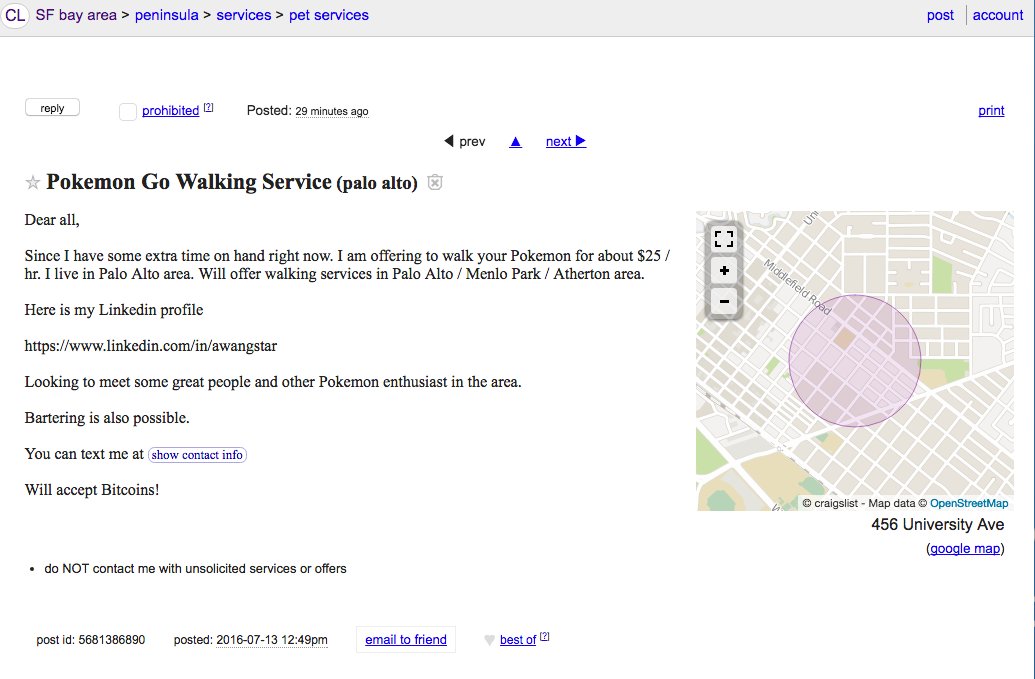 CL SF bay area > peninsula > services > pet services
post account
reply prohibited [?] Posted: 29 minutes ago print
◀ prev ▲ next ▶
☆ Pokemon Go Walking Service (palo alto)
Dear all,
Since I have some extra time on hand right now. I am offering to walk your Pokemon for about $25 /
hr. I live in Palo Alto area. Will offer walking services in Palo Alto / Menlo Park / Atherton area.
Here is my Linkedin profile
https://www.linkedin.com/in/awangstar
Looking to meet some great people and other Pokemon enthusiast in the area.
Bartering is also possible.
You can text me at show contact info
Will accept Bitcoins!
+
−
Middlefield Road
© craigslist - Map data © OpenStreetMap
456 University Ave
(google map)
• do NOT contact me with unsolicited services or offers
post id: 5681386890 posted: 2016-07-13 12:49pm email to friend ♥ best of [?]